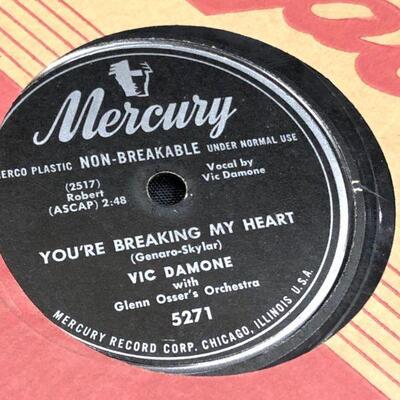 Mercury
MERCO PLASTIC NON-BREAKABLE UNDER NORMAL USE
(2517)
Robert
(ASCAP) 2:48
Vocal by
Vic Damone
YOU'RE BREAKING MY HEART
(Genaro-Skylar)
VIC DAMONE
with
Glenn Osser's Orchestra
5271
MERCURY RECORD CORP. CHICAGO, ILLINOIS U.S.A.